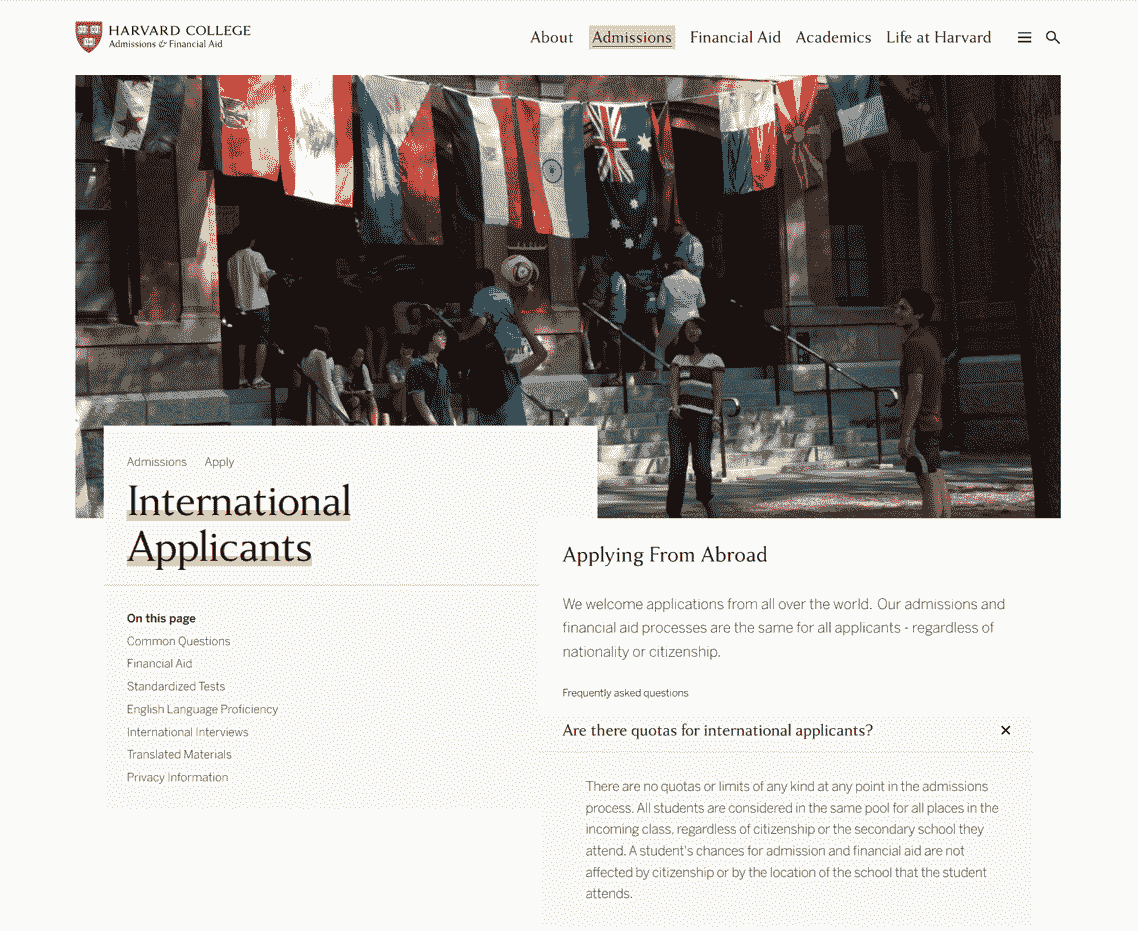 HARVARD COLLEGE
Admissions & Financial Aid
About Admissions Financial Aid Academics Life at Harvard
Admissions Apply
International
Applicants
On this page
Common Questions
Financial Aid
Standardized Tests
English Language Proficiency
International Interviews
Translated Materials
Privacy Information
Applying From Abroad
We welcome applications from all over the world. Our admissions and
financial aid processes are the same for all applicants - regardless of
nationality or citizenship.
Frequently asked questions
Are there quotas for international applicants?
There are no quotas or limits of any kind at any point in the admissions
process. All students are considered in the same pool for all places in the
incoming class, regardless of citizenship or the secondary school they
attend. A student's chances for admission and financial aid are not
affected by citizenship or by the location of the school that the student
attends.